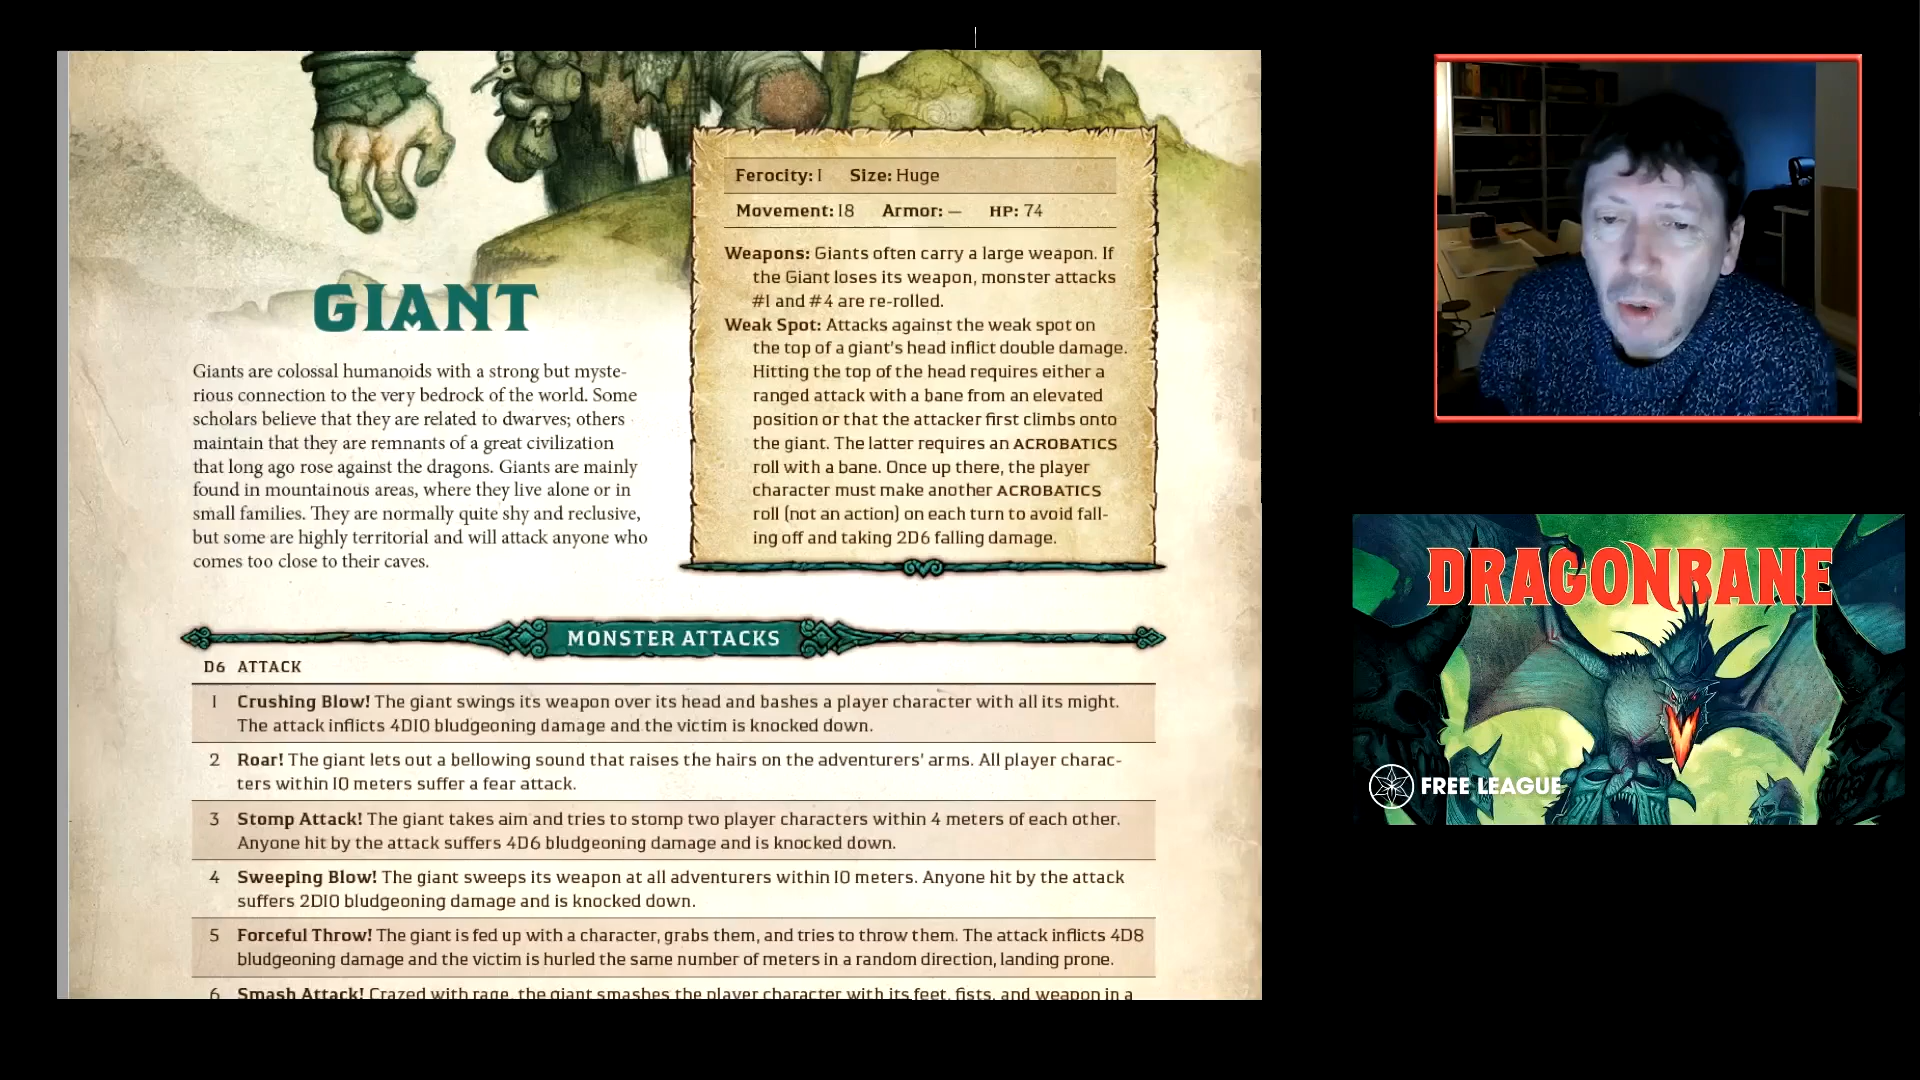 Ferocity: 1 Size: Huge
Movement: 18 Armor: — HP: 74
Weapons: Giants often carry a large weapon. If
the Giant loses its weapon, monster attacks
#1 and #4 are re-rolled.
Weak Spot: Attacks against the weak spot on
the top of a giant's head inflict double damage.
Hitting the top of the head requires either a
ranged attack with a bane from an elevated
position or that the attacker first climbs onto
the giant. The latter requires an ACROBATICS
roll with a bane. Once up there, the player
character must make another ACROBATICS
roll (not an action) on each turn to avoid fall-
ing off and taking 2D6 falling damage.
GIANT
Giants are colossal humanoids with a strong but myste-
rious connection to the very bedrock of the world. Some
scholars believe that they are related to dwarves; others
maintain that they are remnants of a great civilization
that long ago rose against the dragons. Giants are mainly
found in mountainous areas, where they live alone or in
small families. They are normally quite shy and reclusive,
but some are highly territorial and will attack anyone who
comes too close to their caves.
MONSTER ATTACKS
D6 ATTACK
1 Crushing Blow! The giant swings its weapon over its head and bashes a player character with all its might.
The attack inflicts 4D10 bludgeoning damage and the victim is knocked down.
2 Roar! The giant lets out a bellowing sound that raises the hairs on the adventurers' arms. All player charac-
ters within 10 meters suffer a fear attack.
3 Stomp Attack! The giant takes aim and tries to stomp two player characters within 4 meters of each other.
Anyone hit by the attack suffers 4D6 bludgeoning damage and is knocked down.
4 Sweeping Blow! The giant sweeps its weapon at all adventurers within 10 meters. Anyone hit by the attack
suffers 2D10 bludgeoning damage and is knocked down.
5 Forceful Throw! The giant is fed up with a character, grabs them, and tries to throw them. The attack inflicts 4D8
bludgeoning damage and the victim is hurled the same number of meters in a random direction, landing prone.
6 Smash Attack! Crazed with rage, the giant smashes the player character with its feet, fists, and weapon in a
DRAGONBANE
FREE LEAGUE